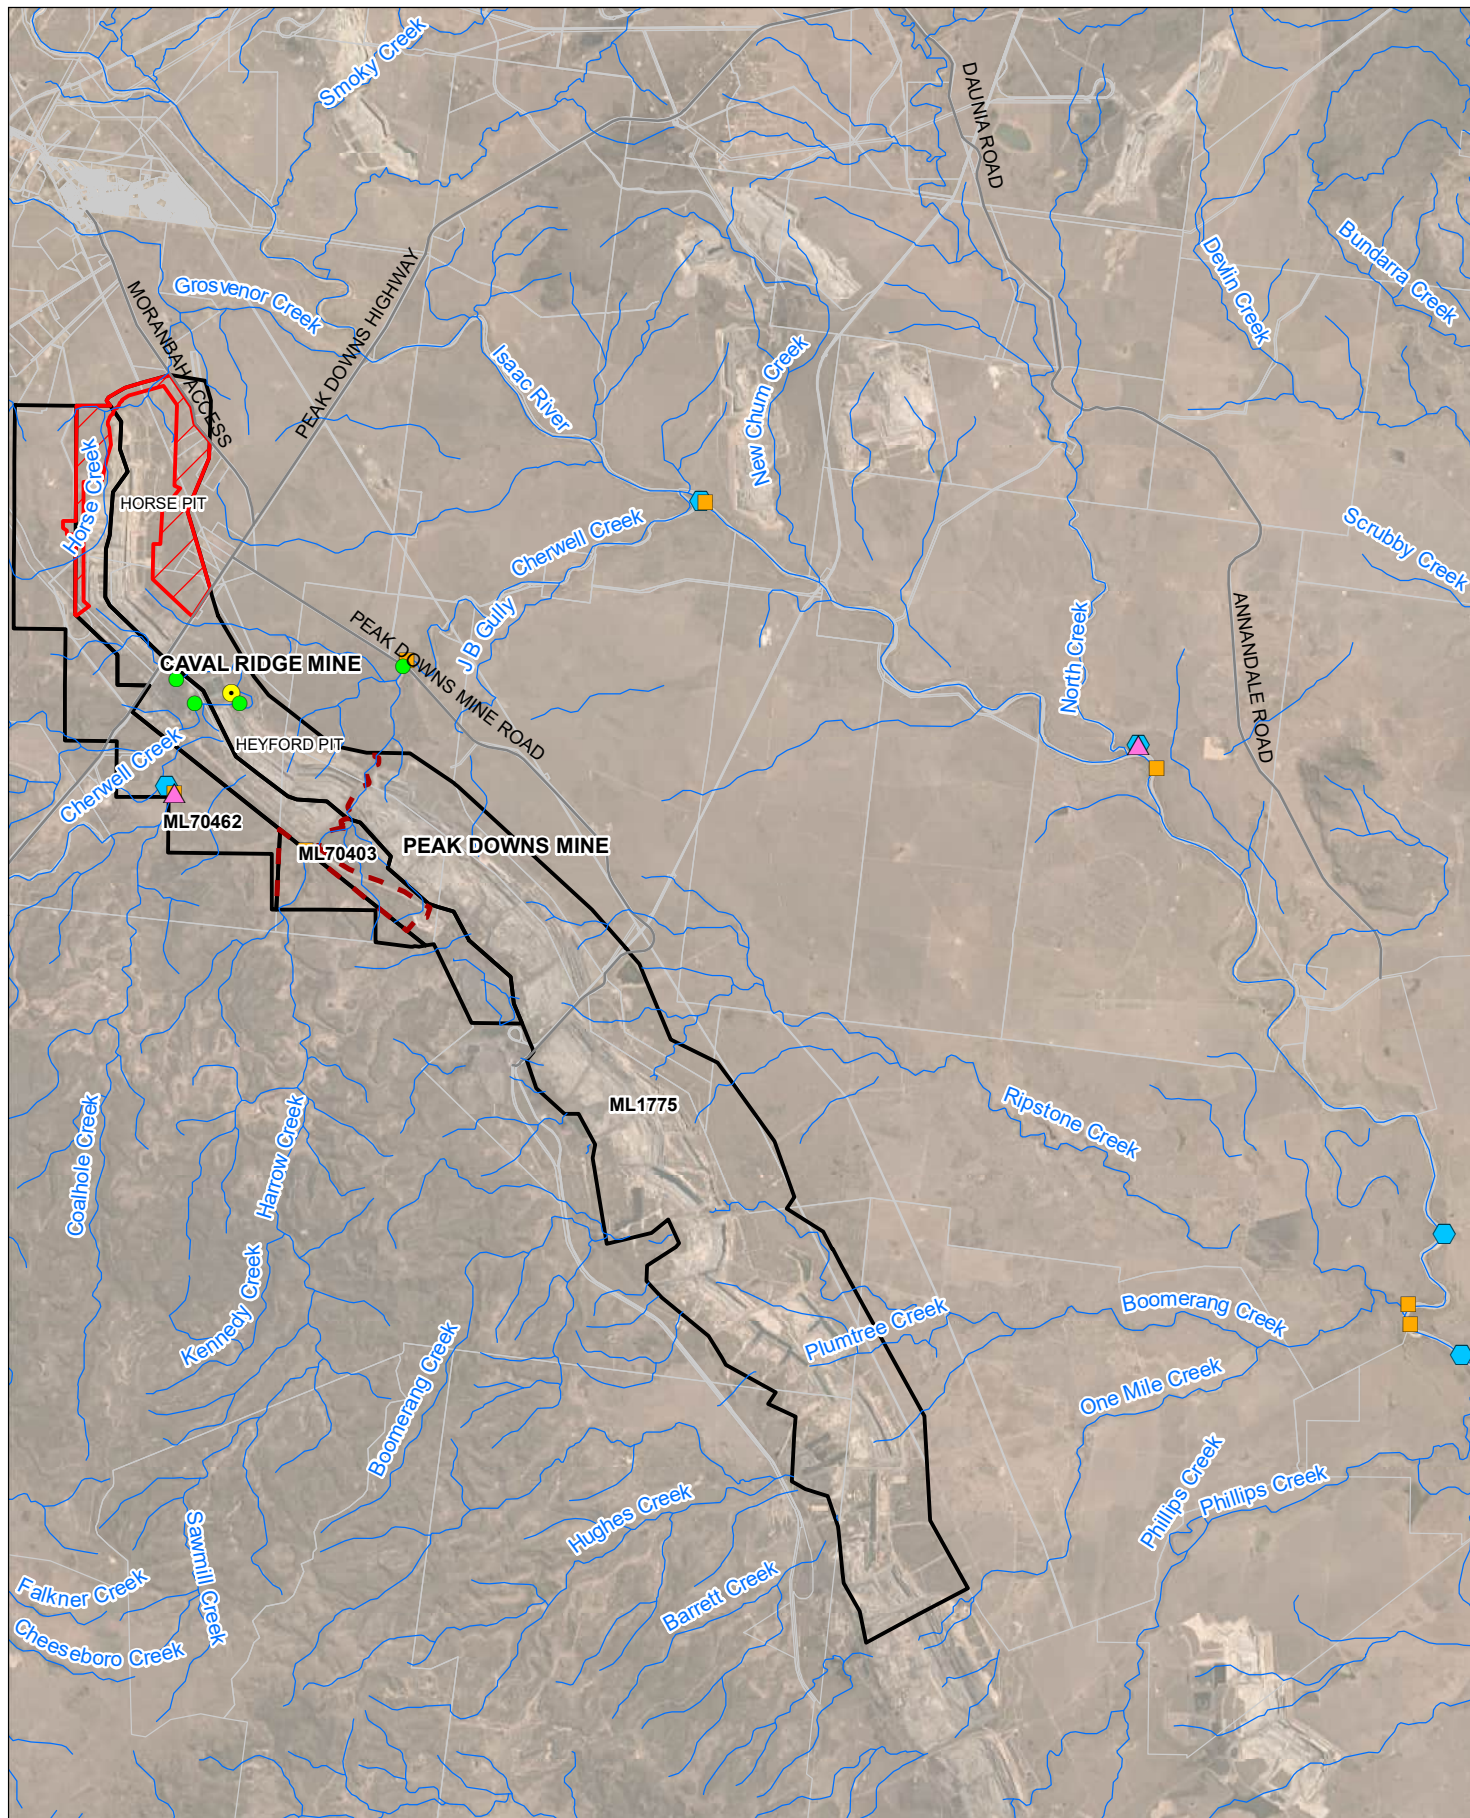 Smoky Creek
DAUNIA ROAD
Bundarra Creek
Devlin Creek
Grosvenor Creek
MORANBAH ACCESS
PEAK DOWNS HIGHWAY
Isaac River
New Chum Creek
Horse Creek
HORSE PIT
Cherwell Creek
Scrubby Creek
J B Gully
PEAK DOWNS MINE ROAD
North Creek
ANNANDALE ROAD
CAVAL RIDGE MINE
HEYFORD PIT
Cherwell Creek
ML70462
ML70403
PEAK DOWNS MINE
ML1775
Ripstone Creek
Coalhole Creek
Harrow Creek
Kennedy Creek
Boomerang Creek
Plumtree Creek
Boomerang Creek
One Mile Creek
Phillips Creek
Phillips Creek
Hughes Creek
Sawmill Creek
Barrett Creek
Falkner Creek
Cheeseboro Creek